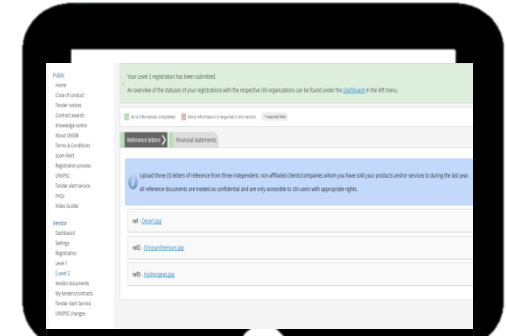 Public
Home
Code of conduct
Tender notices
Contract awards
Knowledge centre
About UNGM
Terms & Conditions
Scam Alert
Registration process
UNSPSC
Tender alert service
FAQs
Video Guides
Vendor
Dashboard
Settings
Registration
Level 1
Level 2
Vendor documents
My tenders/contracts
Tender Alert Service
UNSPSC changes
Your Level 2 registration has been submitted.
An overview of the statuses of your registrations with the respective UN organizations can be found under the Dashboard in the left menu.
All information completed. More information is required in this section. * required field
Reference letters Financial statements
Upload three (3) letters of reference from three independent, non-affiliated clients/companies whom you have sold your products and/or services to during the last year.
All reference documents are treated as confidential and are only accessible to UN users with appropriate rights.
ref - Desert.jpg
ref2 - Chrysanthemum.jpg
ref3 - Hydrangeas.jpg